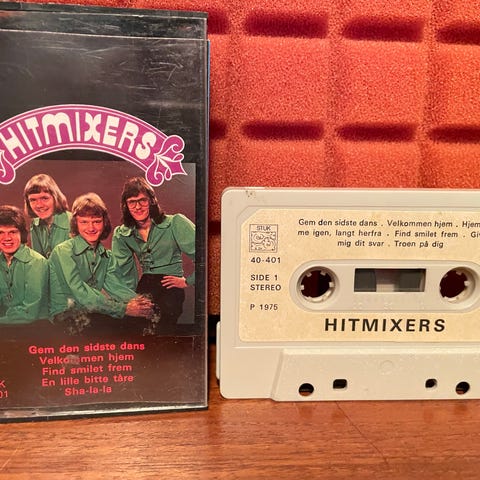 HITMIXERS
Gem den sidste dans
Velkommen hjem
Find smilet frem
En lille bitte tåre
Sha-la-la
K
01
STUK
40-401
SIDE 1
STEREO
P 1975
Gem den sidste dans . Velkommen hjem . Hjem
me igen, langt herfra . Find smilet frem . Gi
mig dit svar . Troen på dig
HITMIXERS